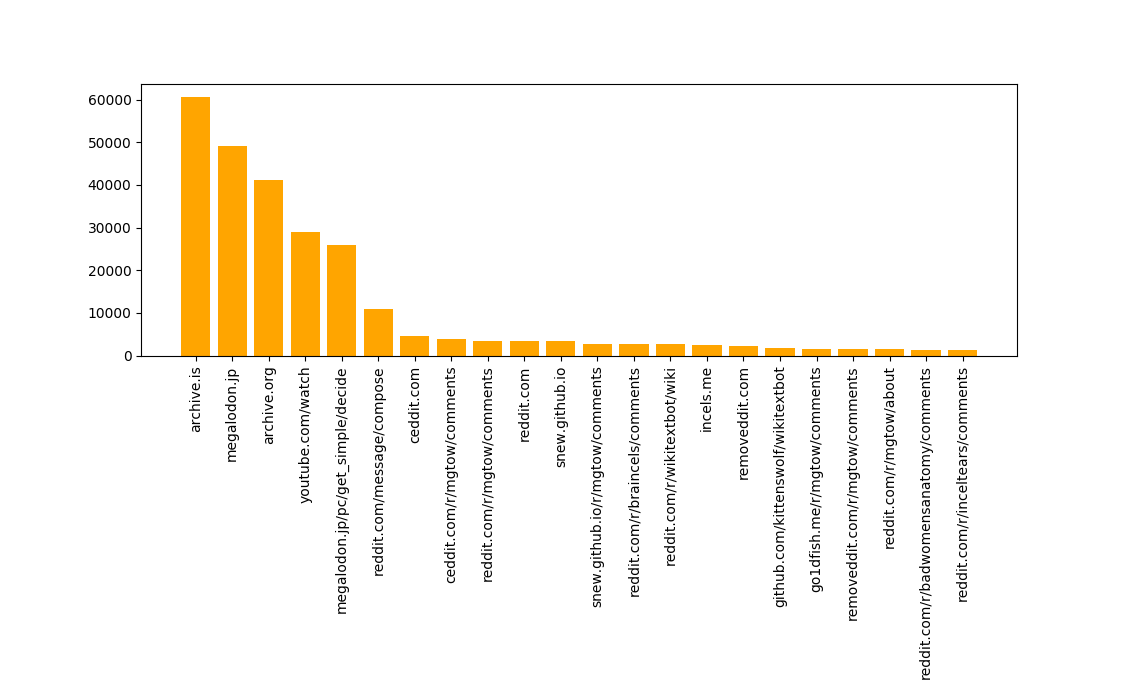 60000
50000
40000
30000
20000
10000
0
archive.is
megalodon.jp
archive.org
youtube.com/watch
megalodon.jp/pc/get_simple/decide
reddit.com/message/compose
ceddit.com
ceddit.com/r/mgtow/comments
reddit.com/r/mgtow/comments
reddit.com
snew.github.io
snew.github.io/r/mgtow/comments
reddit.com/r/braincels/comments
reddit.com/r/wikitextbot/wiki
incels.me
removeddit.com
github.com/kittenswolf/wikitextbot
go1dfish.me/r/mgtow/comments
removeddit.com/r/mgtow/comments
reddit.com/r/mgtow/about
reddit.com/r/badwomensanatomy/comments
reddit.com/r/inceltears/comments